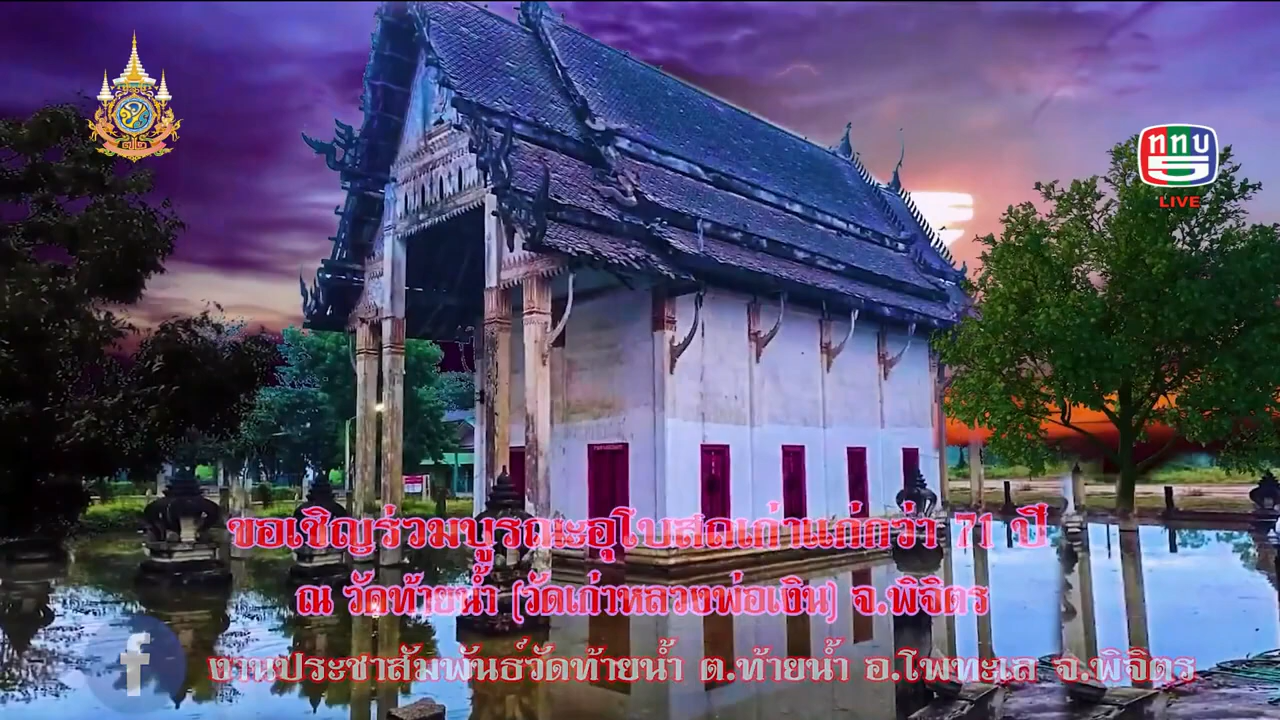 ททบ
5
LIVE
ขอเชิญร่วมบูรณะอุโบสถเก่าแก่กว่า 71 ปี
ณ วัดท้ายน้ำ (วัดเก่าหลวงพ่อเงิน) จ.พิจิตร
f งานประชาสัมพันธ์วัดท้ายน้ำ ต.ท้ายน้ำ อ.โพทะเล จ.พิจิตร